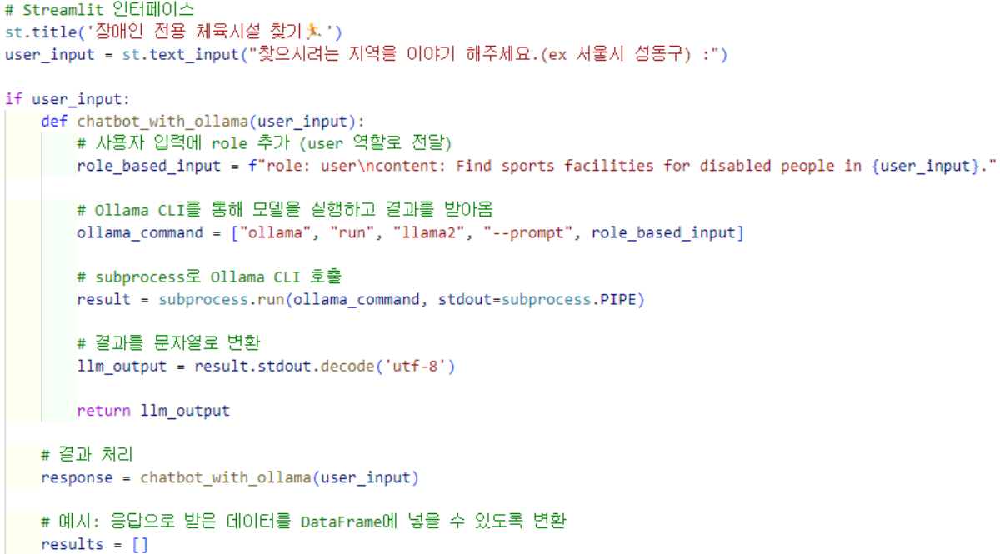 # Streamlit 인터페이스
st.title('장애인 전용 체육시설 찾기🏃')
user_input = st.text_input("찾으시려는 지역을 이야기 해주세요.(ex 서울시 성동구) :")
if user_input:
    def chatbot_with_ollama(user_input):
        # 사용자 입력에 role 추가 (user 역할로 전달)
        role_based_input = f"role: user\ncontent: Find sports facilities for disabled people in {user_input}."
        # Ollama CLI를 통해 모델을 실행하고 결과를 받아옴
        ollama_command = ["ollama", "run", "llama2", "--prompt", role_based_input]
        # subprocess로 Ollama CLI 호출
        result = subprocess.run(ollama_command, stdout=subprocess.PIPE)
        # 결과를 문자열로 변환
        llm_output = result.stdout.decode('utf-8')
        return llm_output
    # 결과 처리
    response = chatbot_with_ollama(user_input)
    # 예시: 응답으로 받은 데이터를 DataFrame에 넣을 수 있도록 변환
    results = []